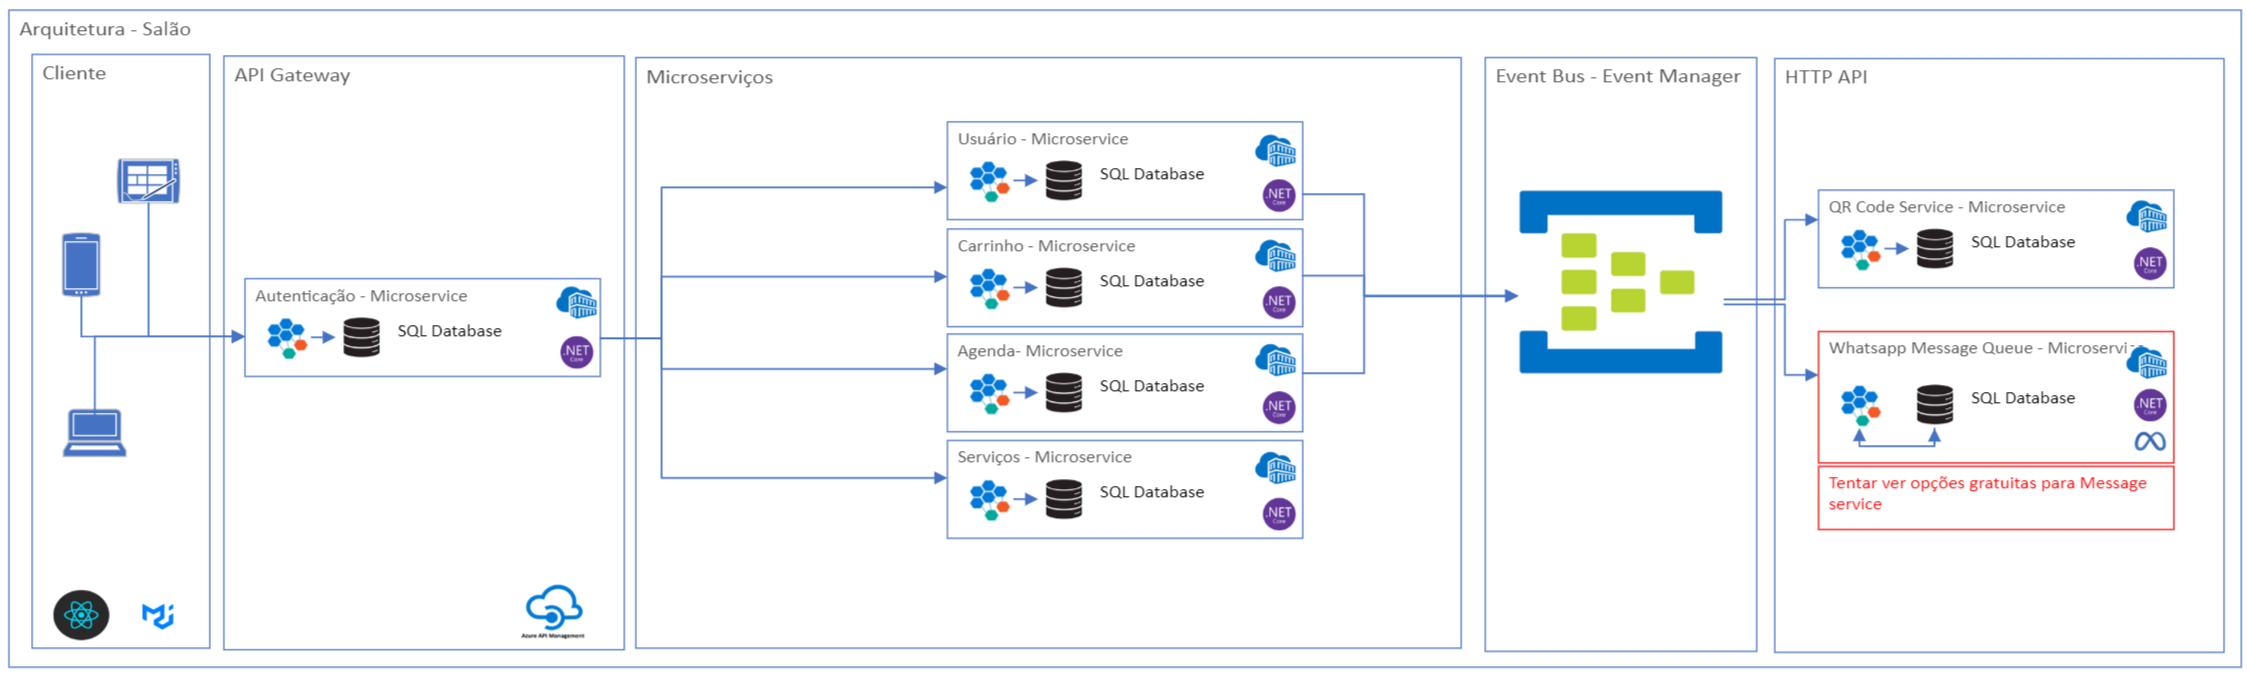 Arquitetura - Salão
Cliente
API Gateway
Autenticação - Microservice
SQL Database
.NET
Core
Azure API Management
Microserviços
Usuário - Microservice
SQL Database
.NET
Core
Carrinho - Microservice
SQL Database
.NET
Core
Agenda- Microservice
SQL Database
.NET
Core
Serviços - Microservice
SQL Database
.NET
Core
Event Bus - Event Manager
HTTP API
QR Code Service - Microservice
SQL Database
.NET
Core
Whatsapp Message Queue -
SQL Database
.NET
Core
Tentar ver opções gratuitas para Message
service